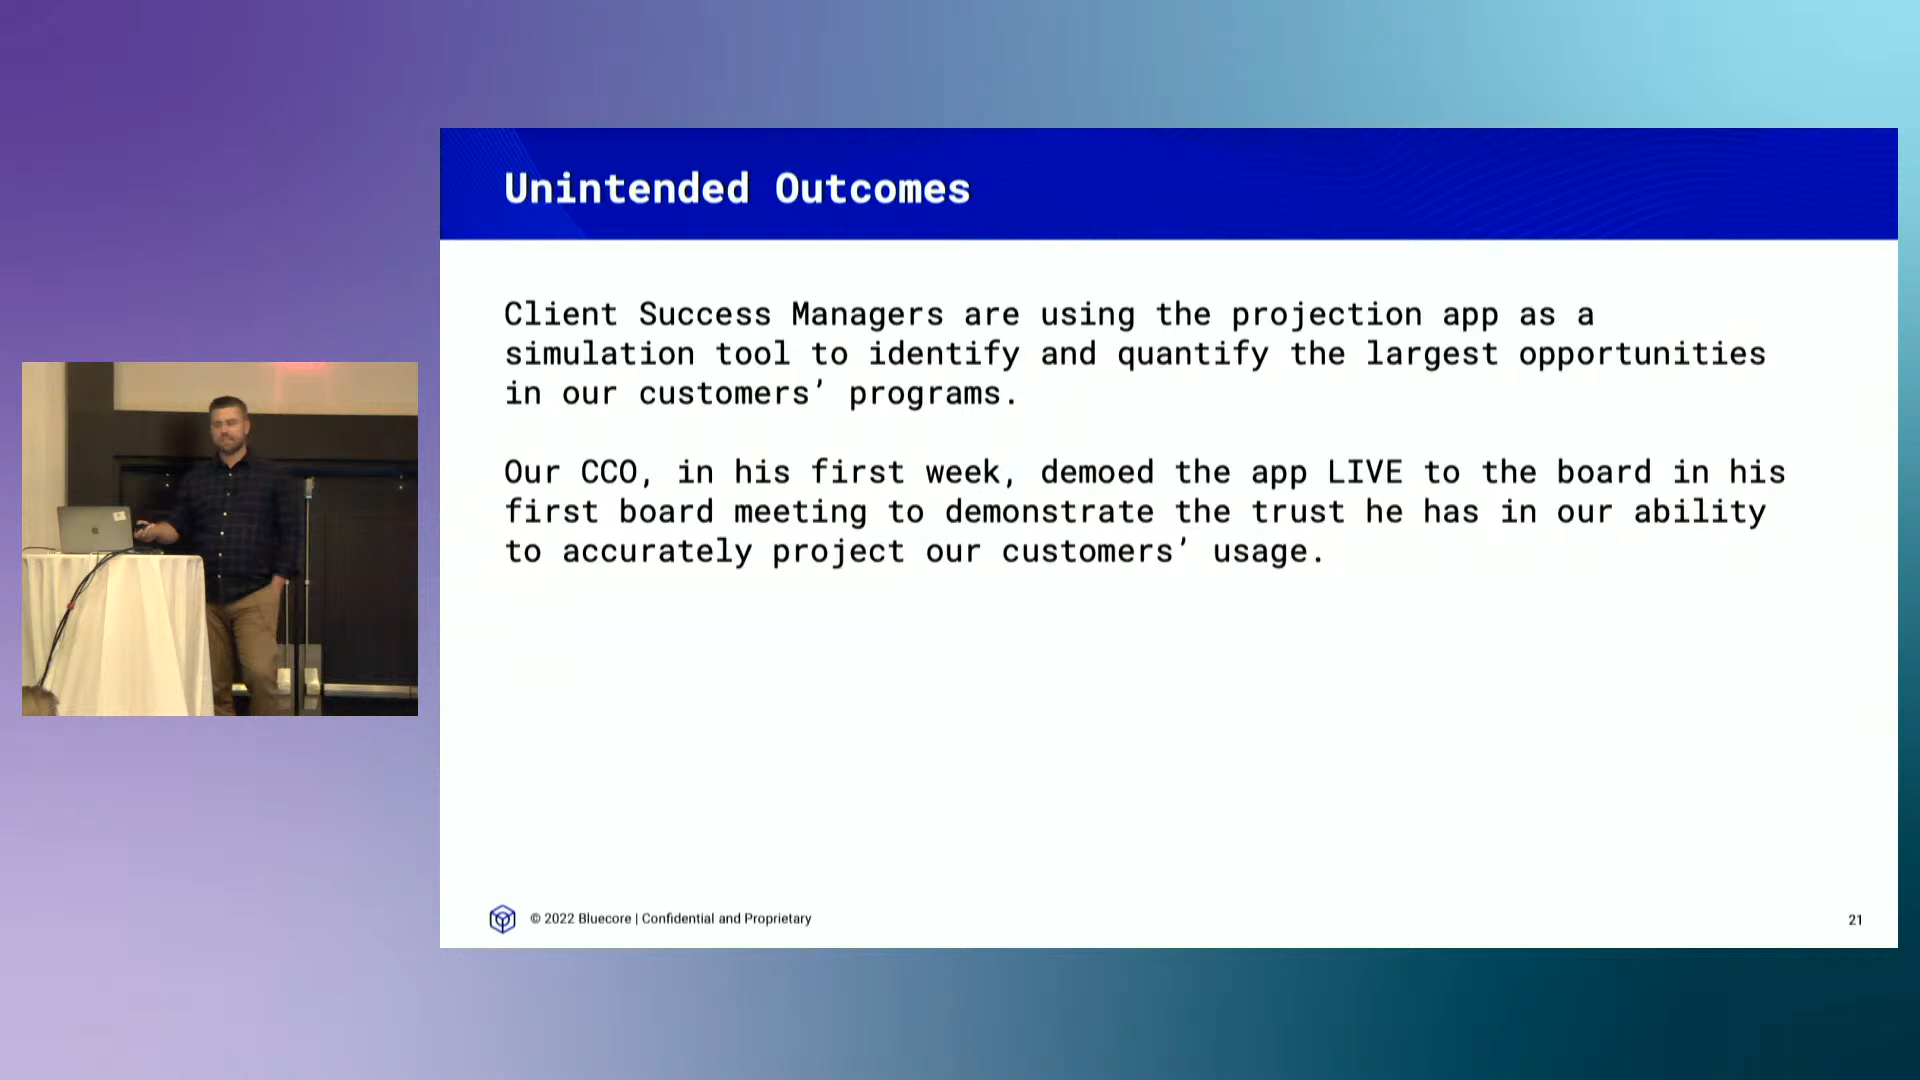 Unintended Outcomes
Client Success Managers are using the projection app as a
simulation tool to identify and quantify the largest opportunities
in our customers’ programs.
Our CCO, in his first week, demoed the app LIVE to the board in his
first board meeting to demonstrate the trust he has in our ability
to accurately project our customers’ usage.
© 2022 Bluecore | Confidential and Proprietary
21